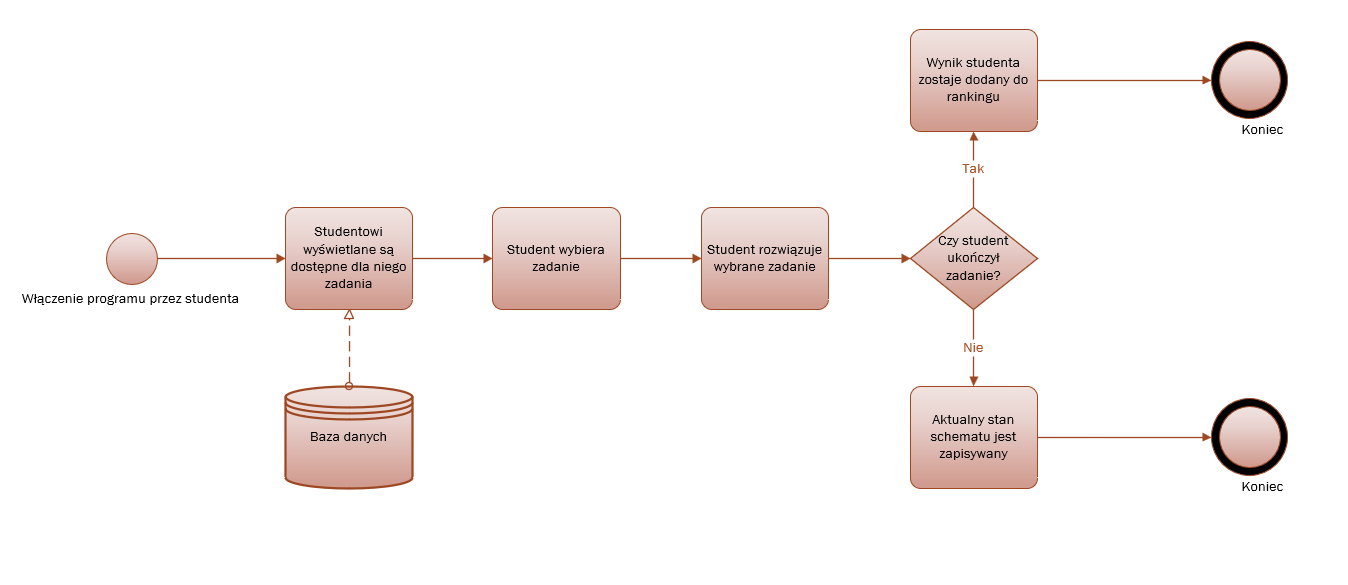 Włączenie programu przez studenta
Studentowi
wyświetlane są
dostępne dla niego
zadania
Baza danych
Student wybiera
zadanie
Student rozwiązuje
wybrane zadanie
Czy student
ukończył
zadanie?
Tak
Wynik studenta
zostaje dodany do
rankingu
Koniec
Nie
Aktualny stan
schematu jest
zapisywany
Koniec